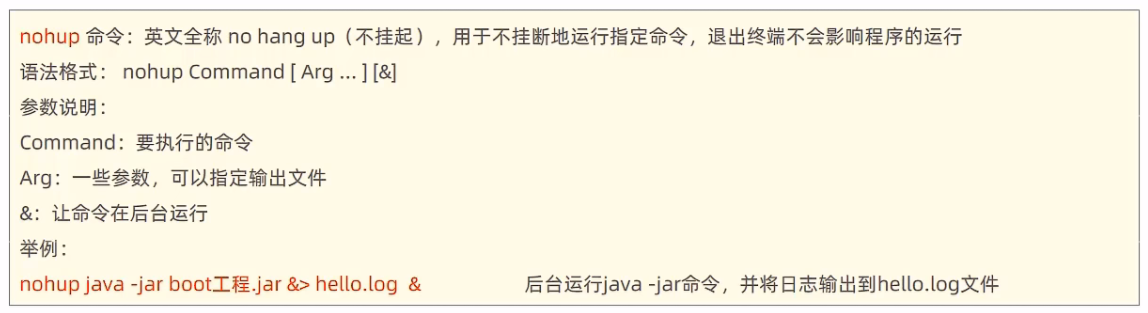 nohup 命令：英文全称 no hang up（不挂起），用于不挂断地运行指定命令，退出终端不会影响程序的运行
语法格式： nohup Command [ Arg … ] [&]
参数说明：
Command：要执行的命令
Arg：一些参数，可以指定输出文件
&：让命令在后台运行
举例：
nohup java -jar boot工程.jar &> hello.log & 后台运行java -jar命令，并将日志输出到hello.log文件